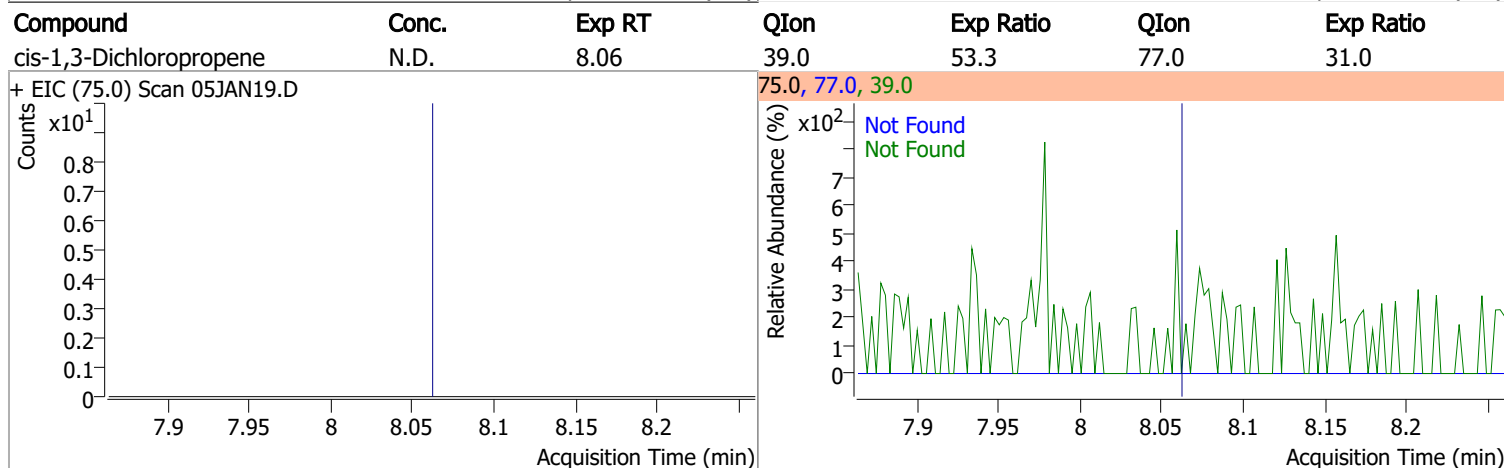 Compound Conc. Exp RT QIon Exp Ratio QIon Exp Ratio
cis-1,3-Dichloropropene N.D. 8.06 39.0 53.3 77.0 31.0
+ EIC (75.0) Scan 05JAN19.D
Counts
x10¹
0.8
0.7
0.6
0.5
0.4
0.3
0.2
0.1
0
7.9 7.95 8 8.05 8.1 8.15 8.2
Acquisition Time (min)
75.0, 77.0, 39.0
Relative Abundance (%)
x10²
Not Found
Not Found
7
6
5
4
3
2
1
0
7.9 7.95 8 8.05 8.1 8.15 8.2
Acquisition Time (min)